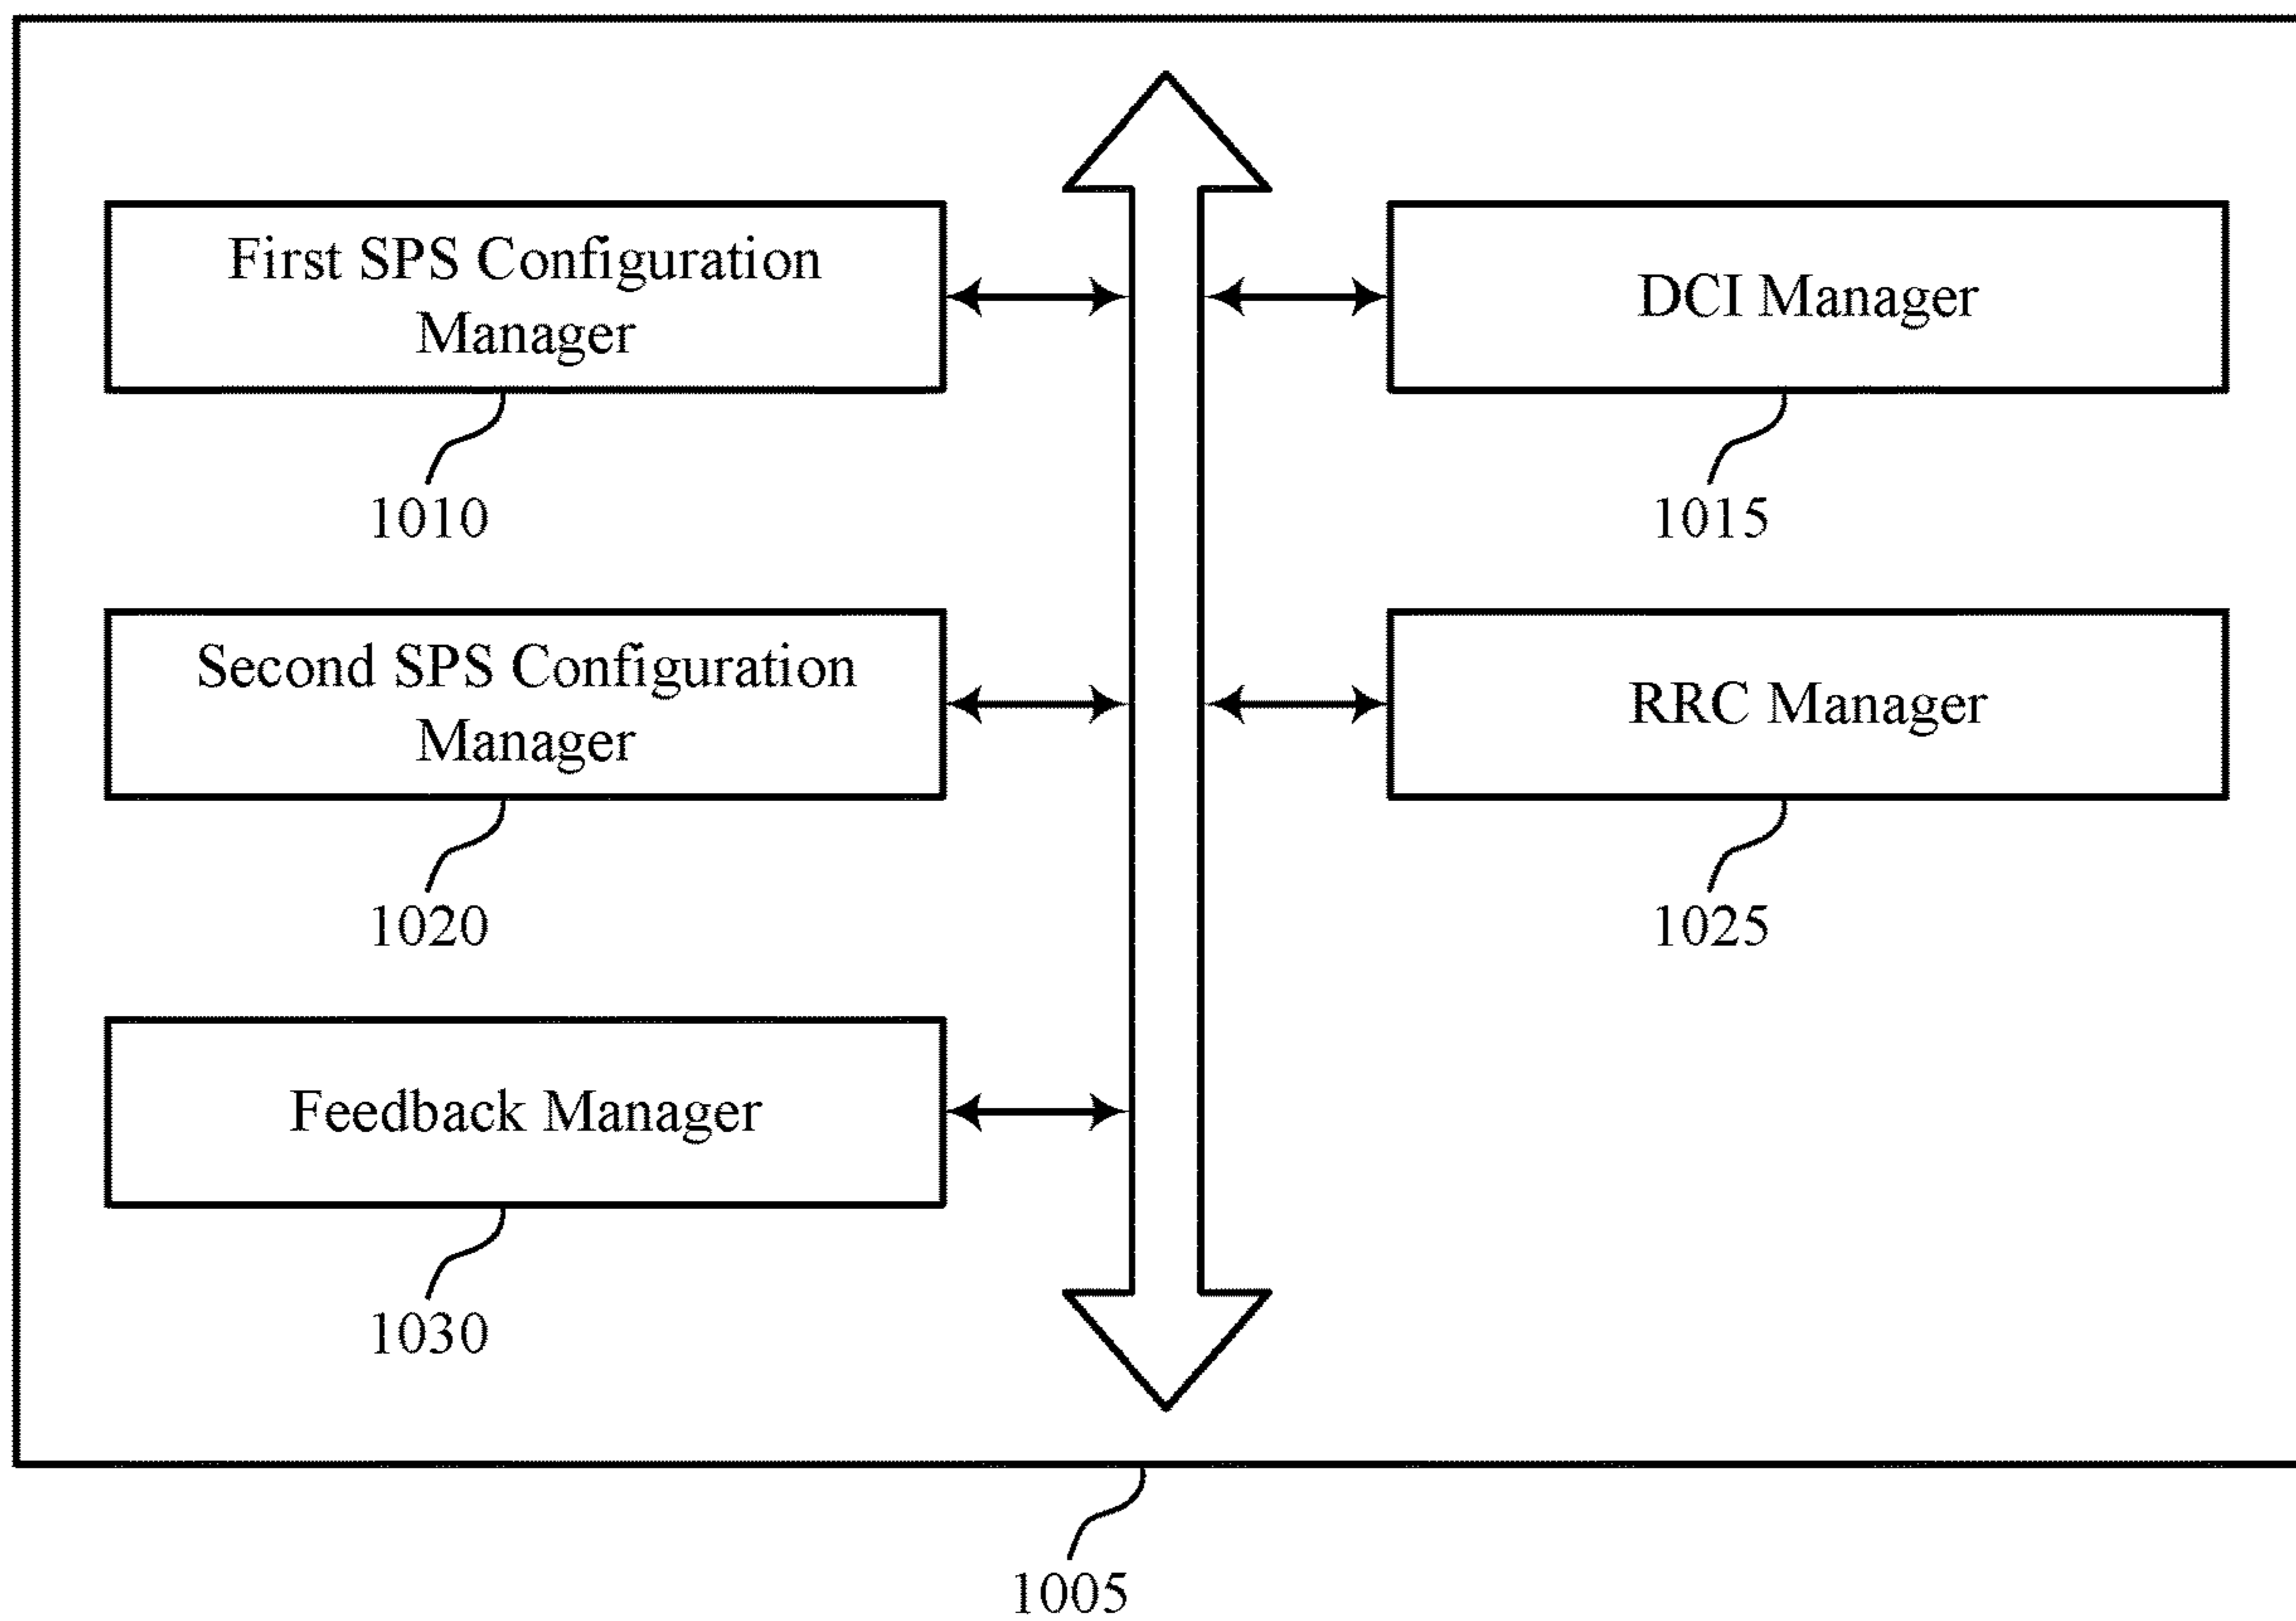 First SPS Configuration
Manager
1010
DCI Manager
1015
Second SPS Configuration
Manager
1020
RRC Manager
1025
Feedback Manager
1030
1005